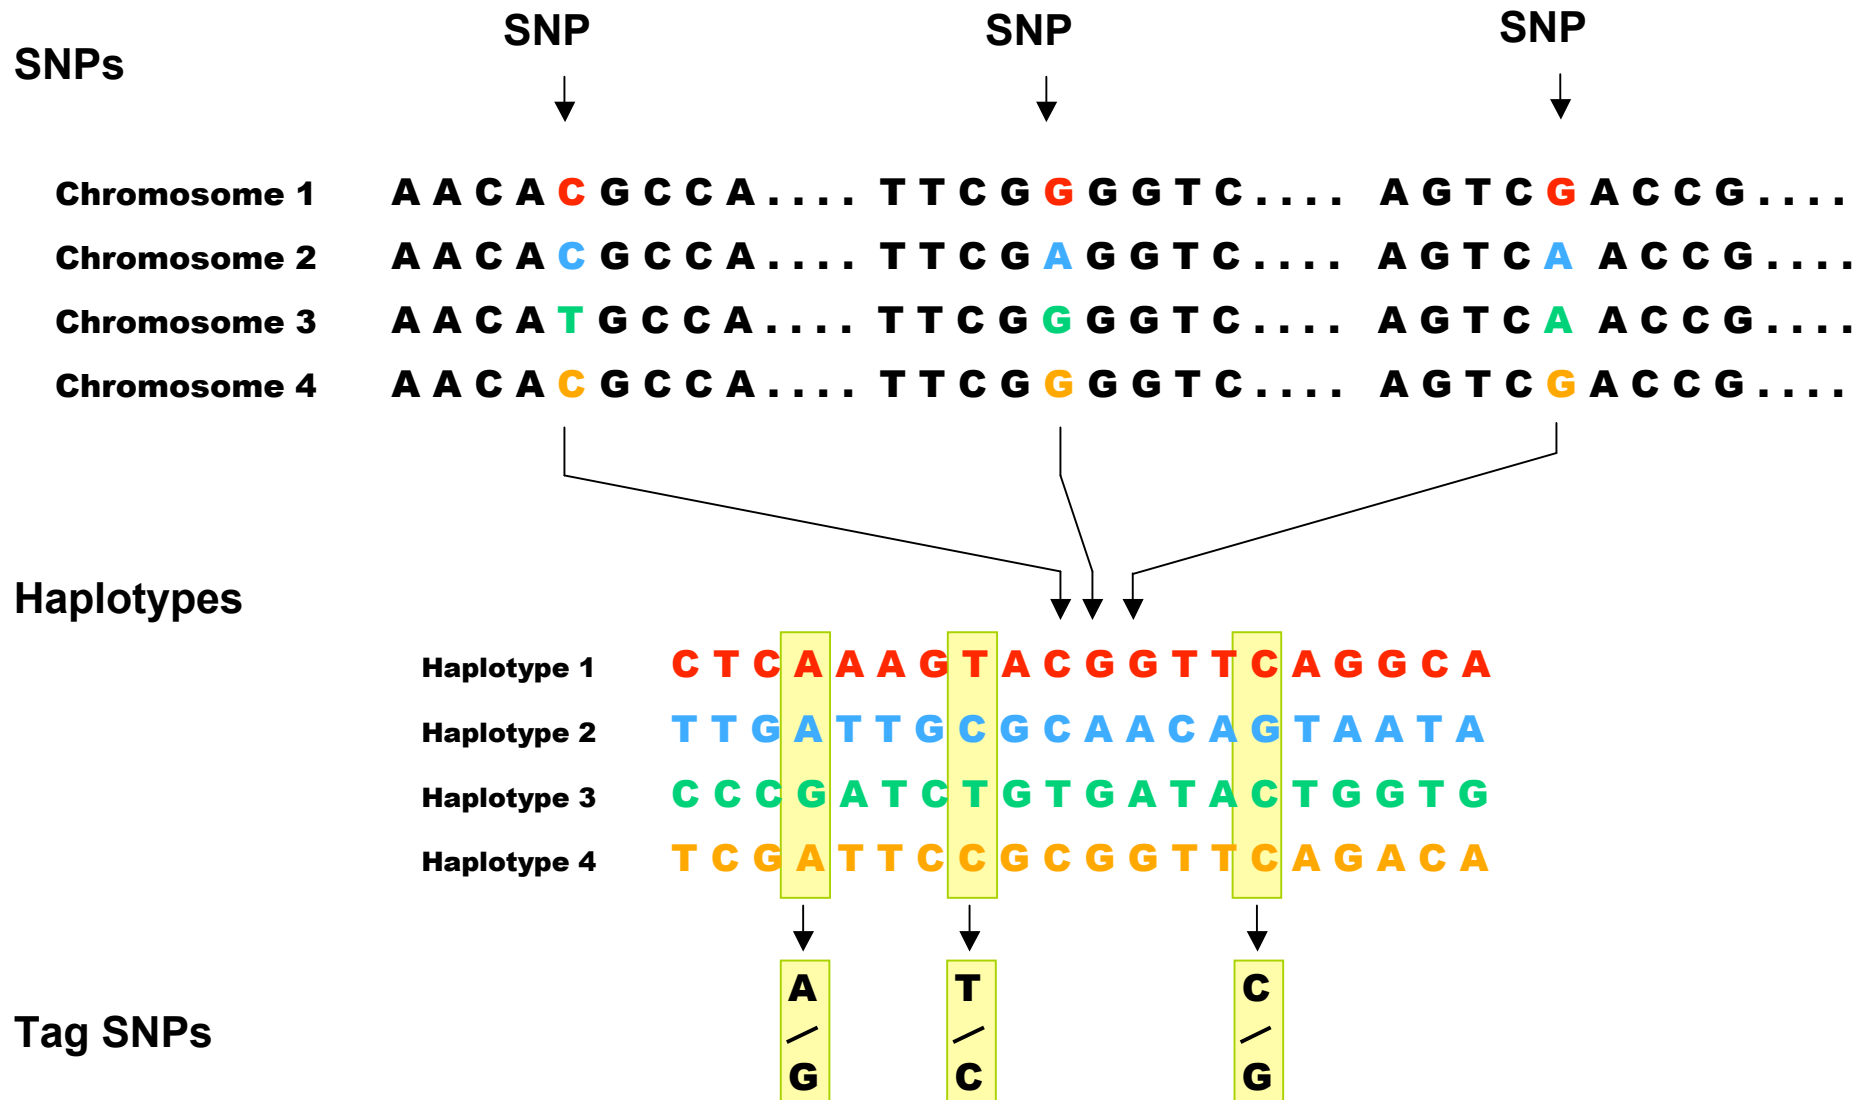 SNP SNP SNP
SNPs
Chromosome 1 A A C A C G C C A . . . . T T C G G G G T C . . . . A G T C G A C C G . . . .
Chromosome 2 A A C A C G C C A . . . . T T C G A G G T C . . . . A G T C A A C C G . . . .
Chromosome 3 A A C A T G C C A . . . . T T C G G G G T C . . . . A G T C A A C C G . . . .
Chromosome 4 A A C A C G C C A . . . . T T C G G G G T C . . . . A G T C G A C C G . . . .
Haplotypes
Haplotype 1 C T C A A A G T A C G G T T C A G G C A
Haplotype 2 T T G A T T G C G C A A C A G T A A T A
Haplotype 3 C C C G A T C T G T G A T A C T G G T G
Haplotype 4 T C G A T T C C G C G G T T C A G A C A
A T C
Tag SNPs / / /
G C G